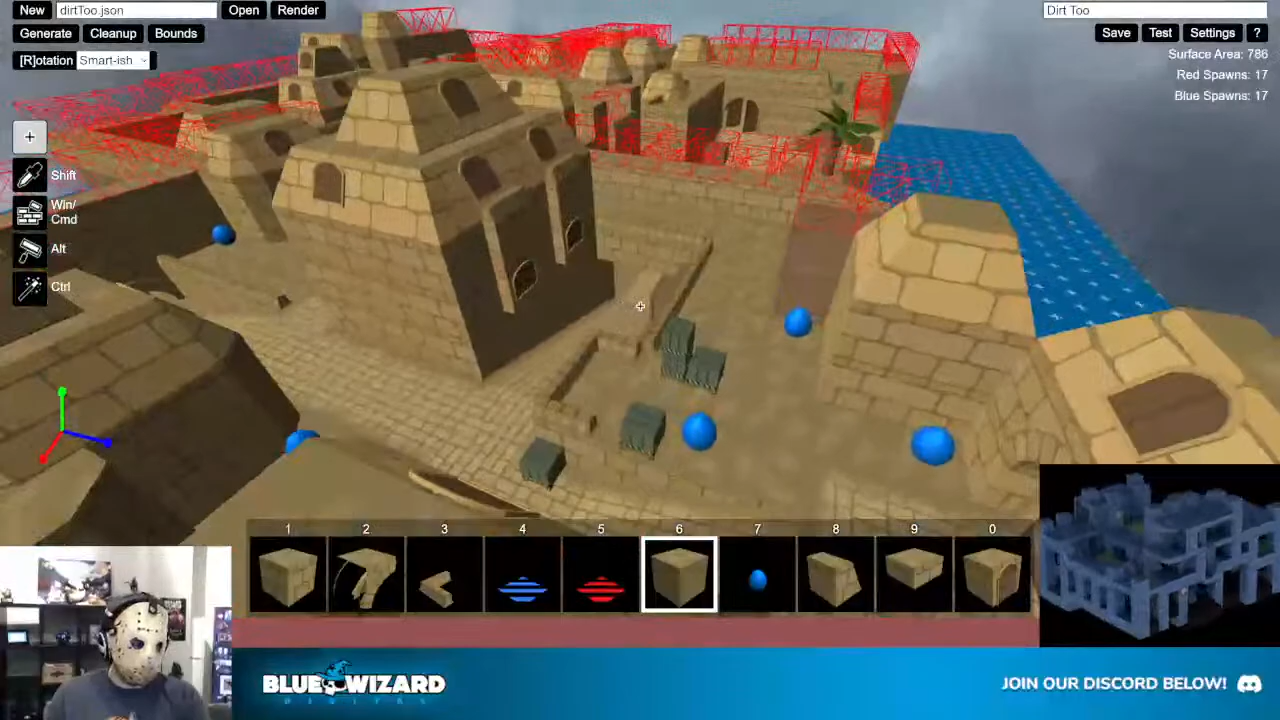 New dirtToo.json Open Render
Generate Cleanup Bounds
[R]otation Smart-ish
+
Shift
Win/
Cmd
Alt
Ctrl
Dirt Too
Save Test Settings ?
Surface Area: 786
Red Spawns: 17
Blue Spawns: 17
1 2 3 4 5 6 7 8 9 0
BLUE WIZARD
DIGITAL
JOIN OUR DISCORD BELOW!